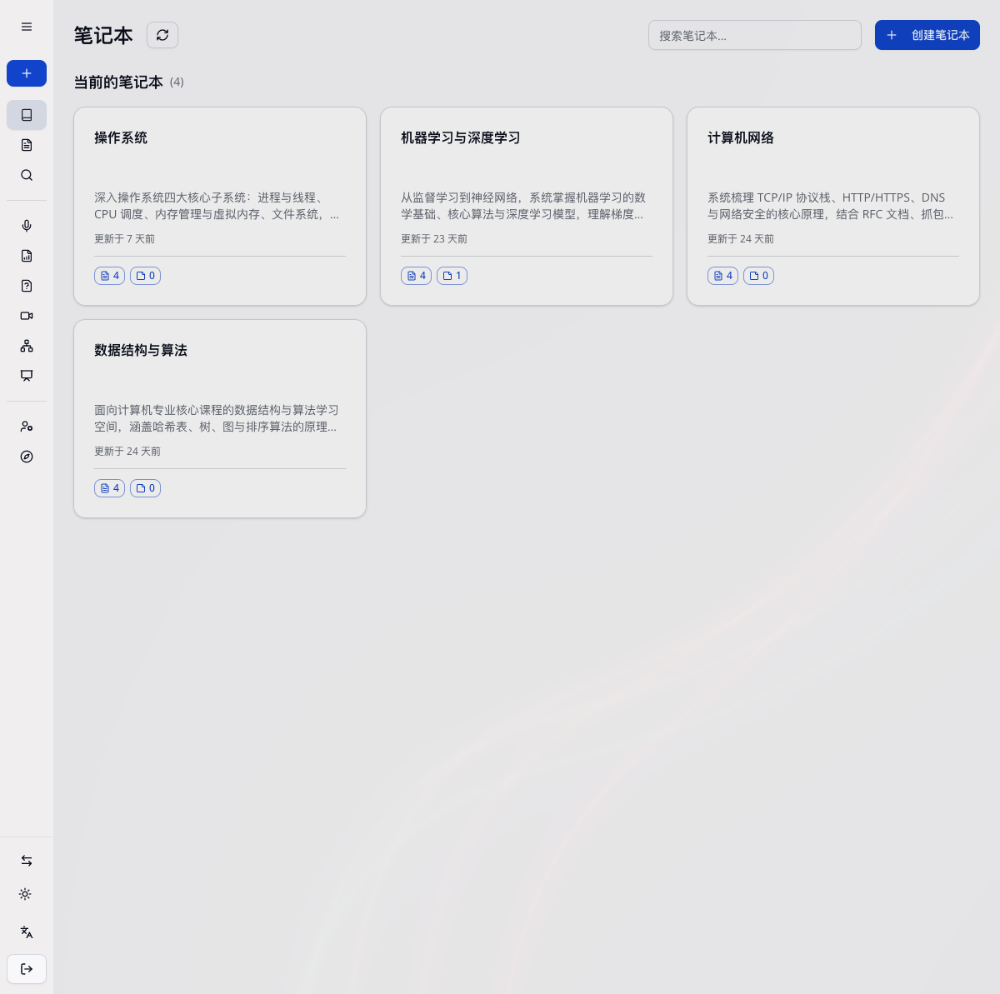 笔记本
搜索笔记本...
创建笔记本
当前的笔记本 (4)
操作系统
深入操作系统四大核心子系统：进程与线程、
CPU 调度、内存管理与虚拟内存、文件系统，...
更新于 7 天前
4 0
机器学习与深度学习
从监督学习到神经网络，系统掌握机器学习的数
学基础、核心算法与深度学习模型，理解梯度...
更新于 23 天前
4 1
计算机网络
系统梳理 TCP/IP 协议栈、HTTP/HTTPS、DNS
与网络安全的核心原理，结合 RFC 文档、抓包...
更新于 24 天前
4 0
数据结构与算法
面向计算机专业核心课程的数据结构与算法学习
空间，涵盖哈希表、树、图与排序算法的原理...
更新于 24 天前
4 0